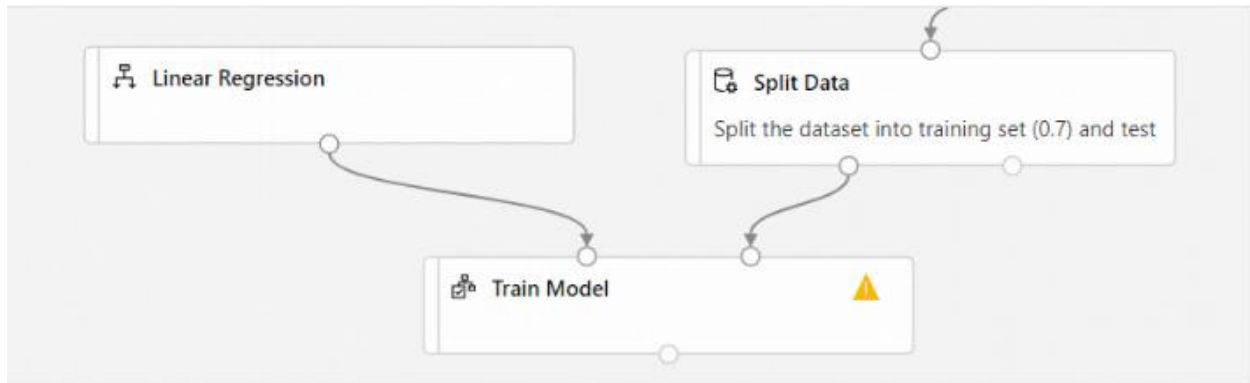 Linear Regression
Split Data
Split the dataset into training set (0.7) and test
Train Model